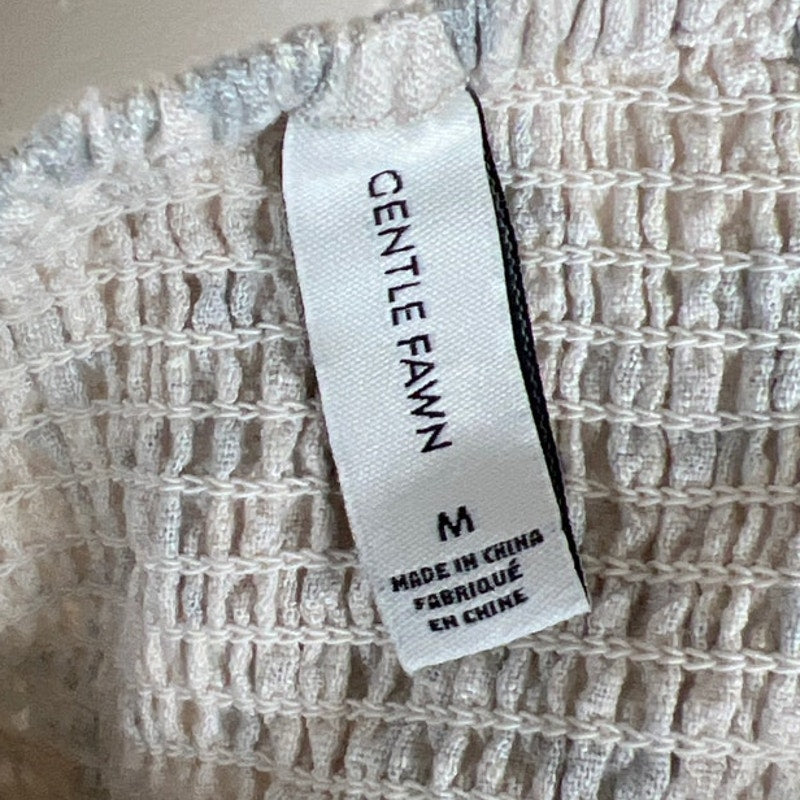 GENTLE FAWN
M
MADE IN CHINA
FABRIQUÉ
EN CHINE